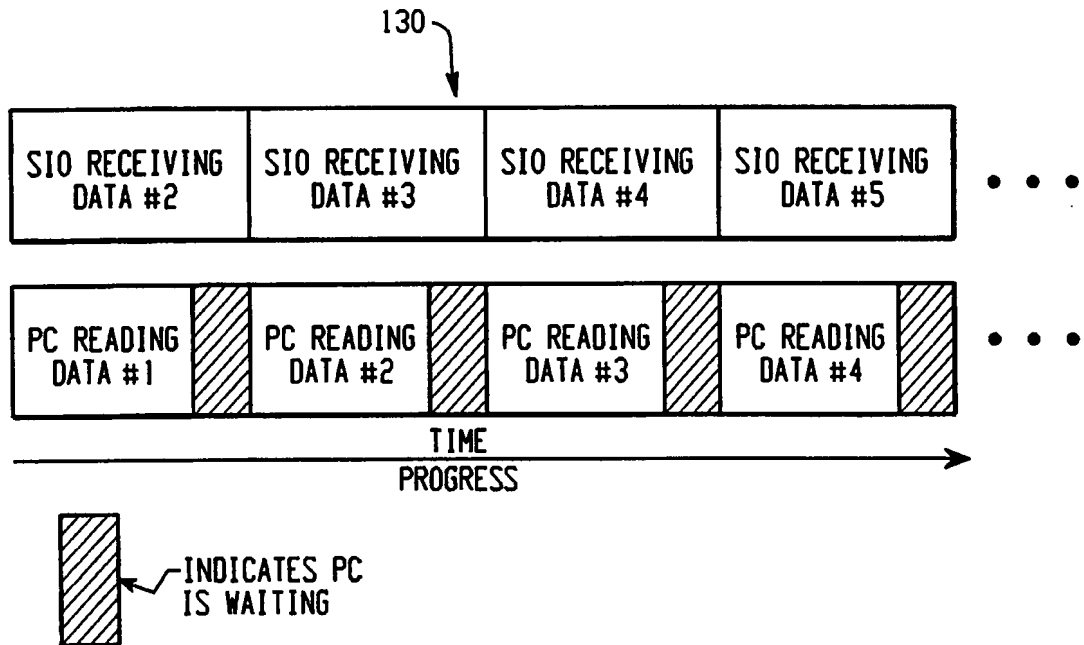 130
SIO RECEIVING
DATA #2
SIO RECEIVING
DATA #3
SIO RECEIVING
DATA #4
SIO RECEIVING
DATA #5
PC READING
DATA #1
PC READING
DATA #2
PC READING
DATA #3
PC READING
DATA #4
TIME
PROGRESS
INDICATES PC
IS WAITING